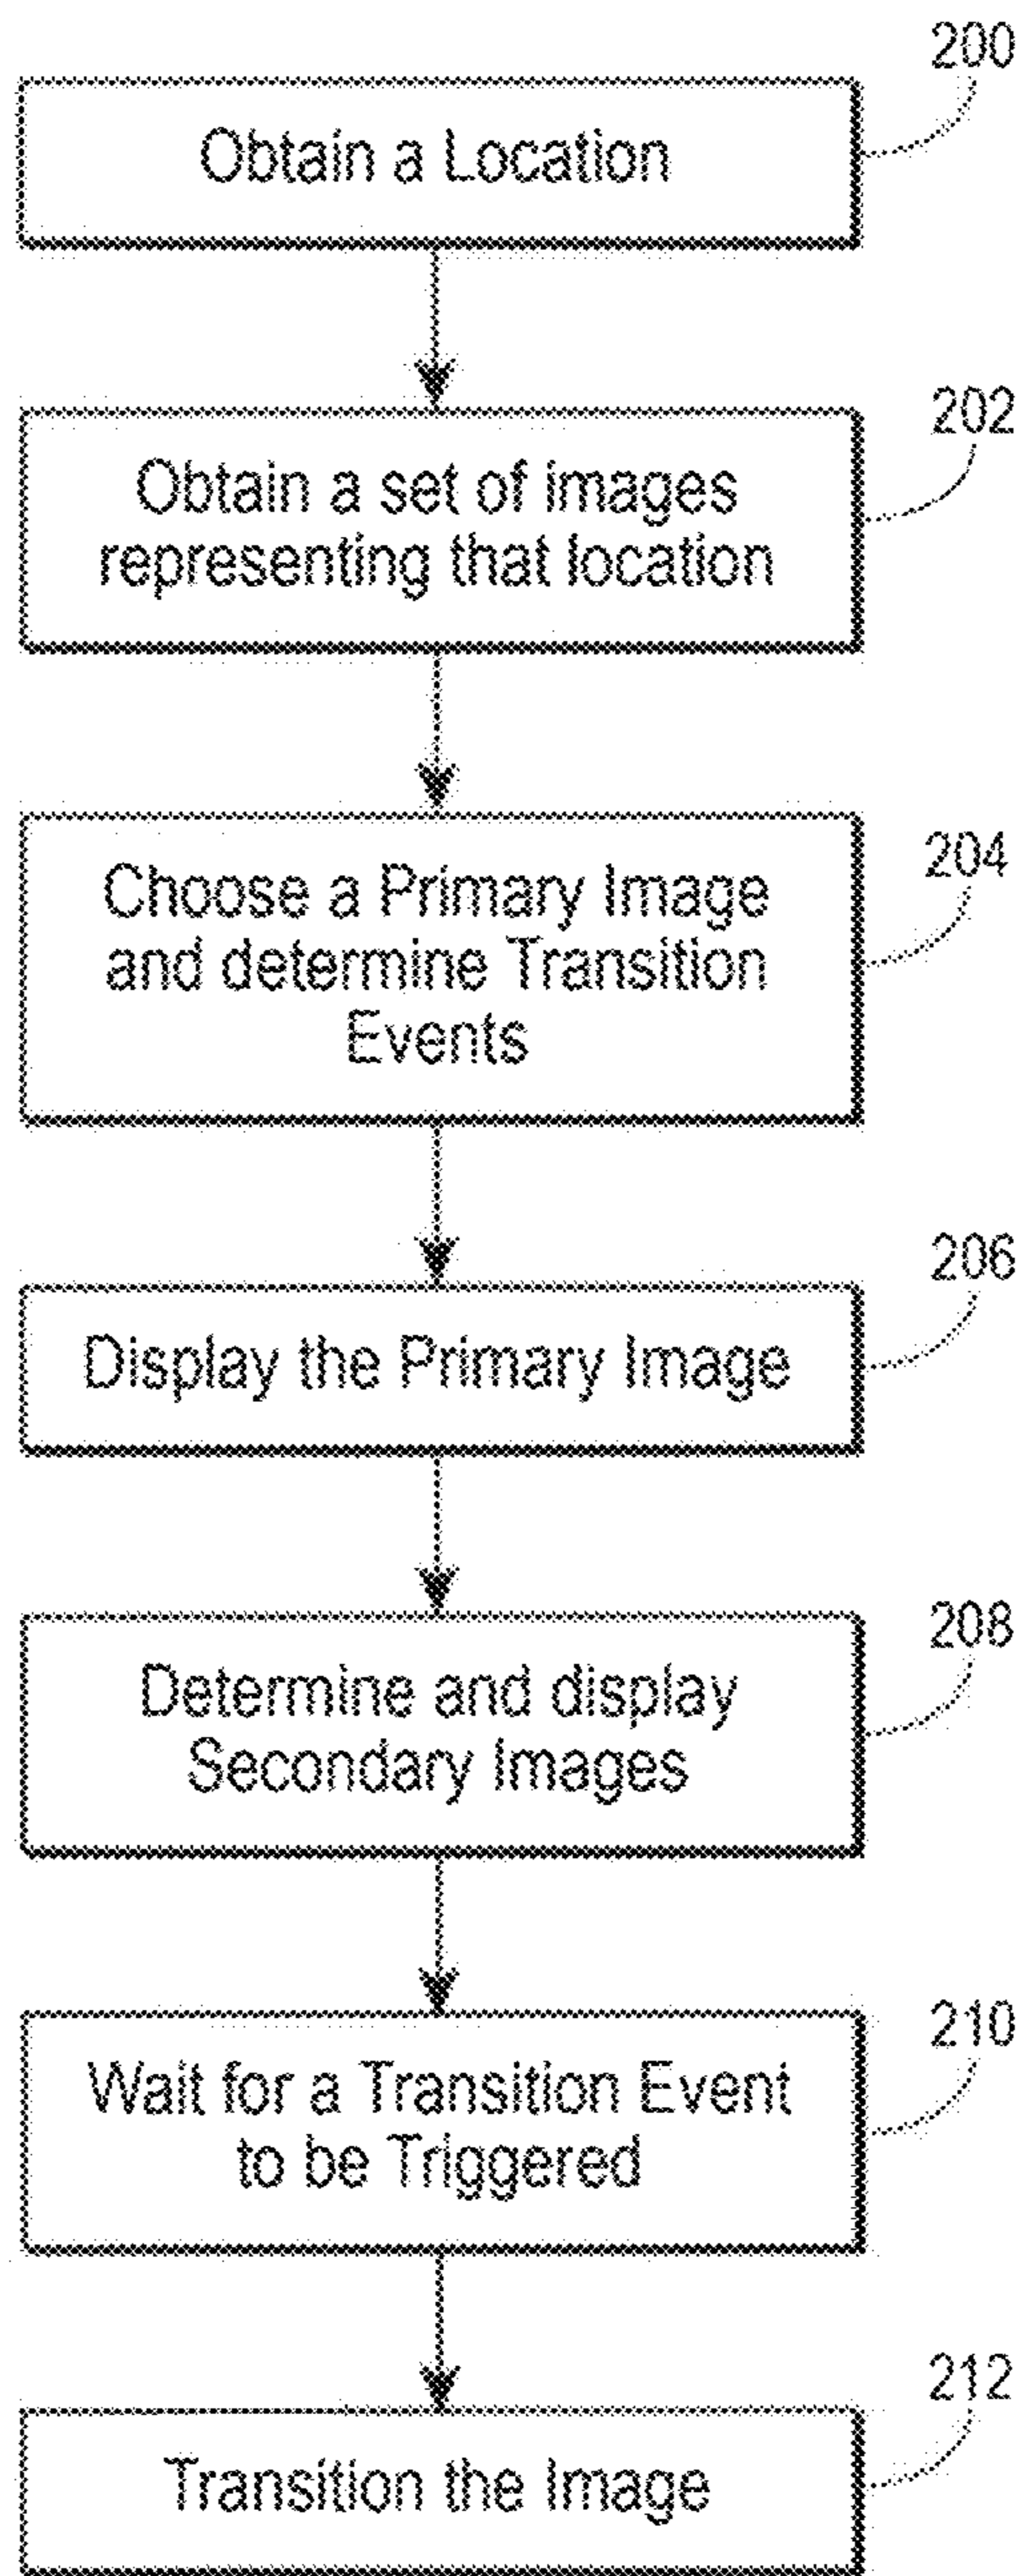 200
Obtain a Location
202
Obtain a set of images
representing that location
204
Choose a Primary Image
and determine Transition
Events
206
Display the Primary Image
208
Determine and display
Secondary Images
210
Wait for a Transition Event
to be Triggered
212
Transition the Image